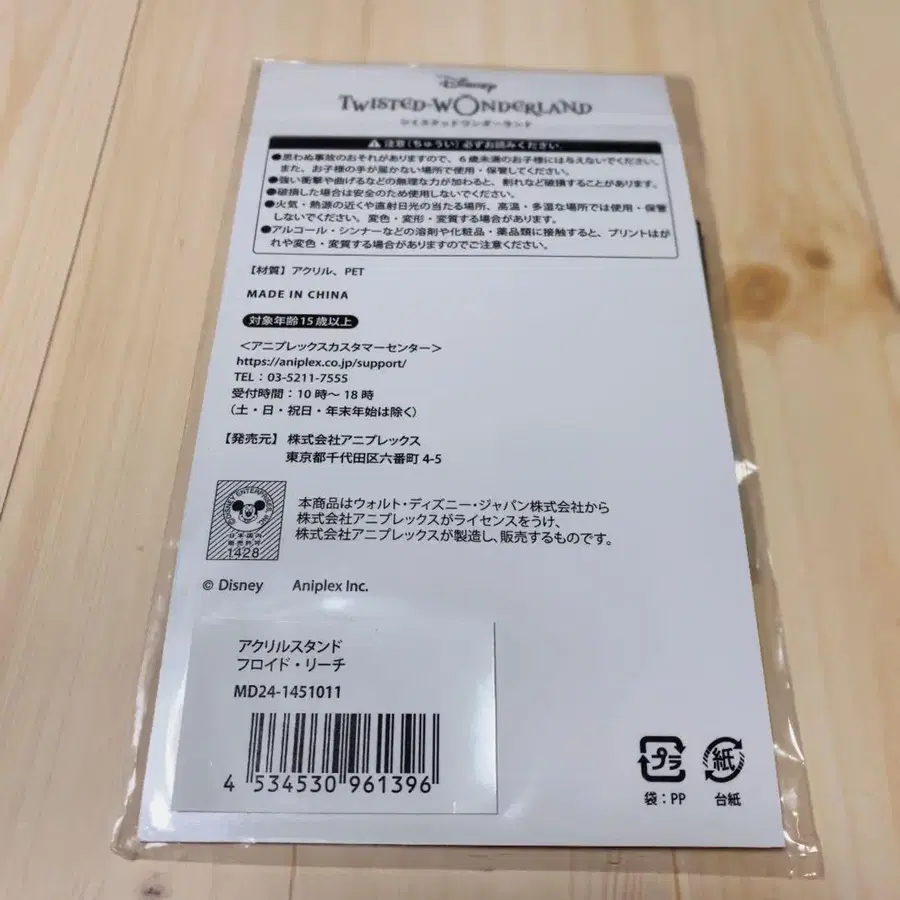 Disney
TWISTED-WONDERLAND
ツイステッドワンダーランド
注意(ちゅうい)必ずお読みください。
●思わぬ事故のおそれがありますので、6歳未満のお子様には与えないでください。
また、お子様の手が届かない場所で使用・保管してください。
●強い衝撃や曲げるなどの無理な力が加わると、割れなど破損することがあります。
●破損した場合は安全のため使用しないでください。
●火気・熱源の近くや直射日光の当たる場所、高温・多湿な場所では使用・保管
しないでください。変色・変形・変質する場合があります。
●アルコール・シンナーなどの溶剤や化粧品・薬品類に接触すると、プリントはが
れや変色・変質する場合がありますのでご注意ください。
【材質】アクリル、PET
MADE IN CHINA
対象年齢15歳以上
<アニプレックスカスタマーセンター>
https://aniplex.co.jp/support/
TEL:03-5211-7555
受付時間:10時〜18時
(土・日・祝日・年末年始は除く)
【発売元】株式会社アニプレックス
東京都千代田区六番町4-5
DISNEY ENTERPRISES, INC.
日本国内
販売許可
1428
本商品はウォルト・ディズニー・ジャパン株式会社から
株式会社アニプレックスがライセンスをうけ、
株式会社アニプレックスが製造し、販売するものです。
© Disney Aniplex Inc.
アクリルスタンド
フロイド・リーチ
MD24-1451011
4 534530 961396
プラ 紙
袋:PP 台紙